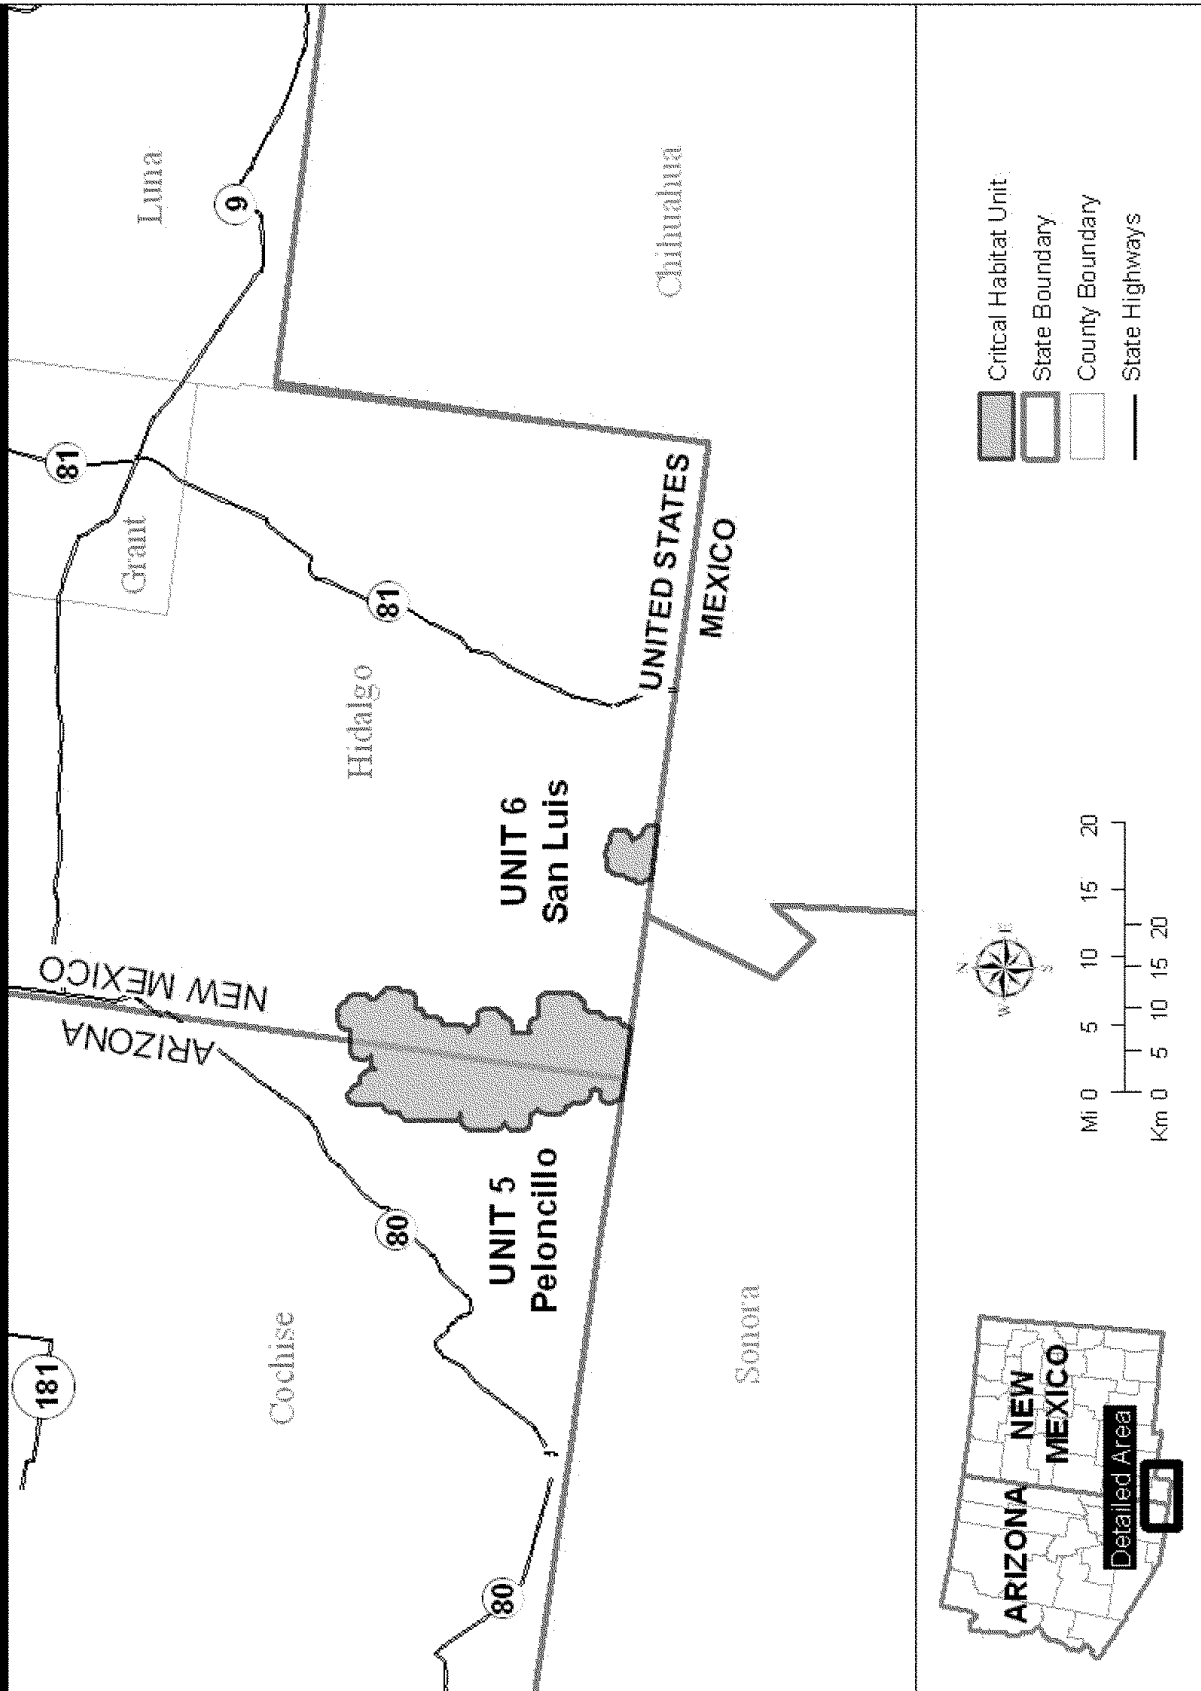 181
Cochise
80
80
UNIT 5
Peloncillo
Sonora
ARIZONA
NEW MEXICO
UNIT 6
San Luis
Hidalgo
Grant
81
81
9
Luna
UNITED STATES
MEXICO
Chihuahua
ARIZONA
NEW
MEXICO
Detailed Area
N
W
E
S
Mi 0 5 10 15 20
Km 0 5 10 15 20
Critcal Habitat Unit
State Boundary
County Boundary
State Highways